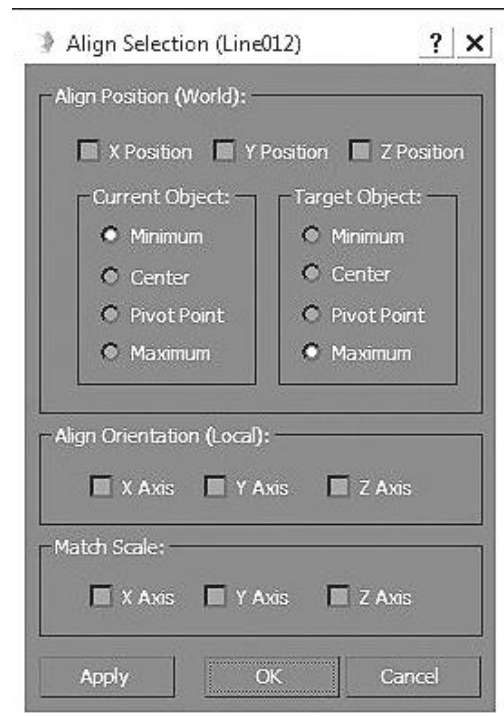 Align Selection (Line012) ? X
Align Position (World):
X Position Y Position Z Position
Current Object:
Minimum
Center
Pivot Point
Maximum
Target Object:
Minimum
Center
Pivot Point
Maximum
Align Orientation (Local):
X Axis Y Axis Z Axis
Match Scale:
X Axis Y Axis Z Axis
Apply OK Cancel